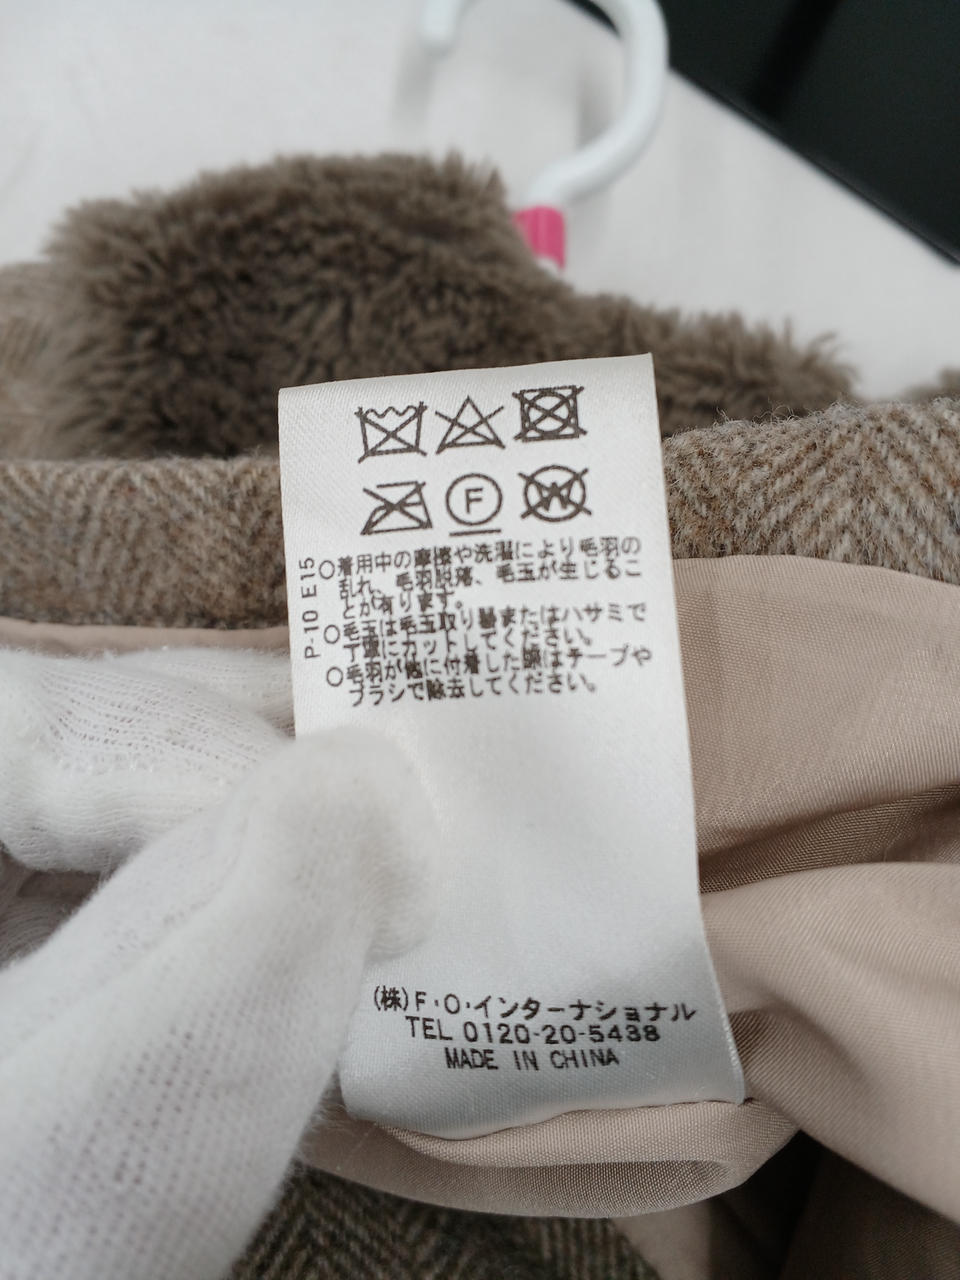 F
W
P-10 E15
○着用中の摩擦や洗濯により毛羽の
乱れ、毛羽脱落、毛玉が生じるこ
とが有ります。
○毛玉は毛玉取り器またはハサミで
丁寧にカットしてください。
○毛羽が他に付着した際はテープや
ブラシで除去してください。
(株)F・O・インターナショナル
TEL 0120-20-5438
MADE IN CHINA